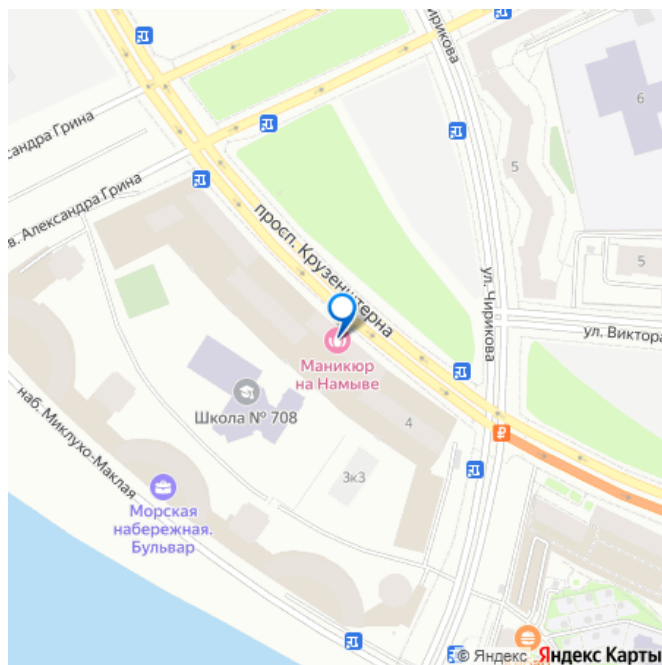 Чирикова
6
сандра Грина
5
в. Александра Грина
просп. Крузенштерна
ул. Чирикова
5
ул. Виктора
Маникюр
на Намыве
Школа № 708
4
наб. Миклухо-Маклая
3к3
Морская
набережная.
Бульвар
© Яндекс Яндекс Карты